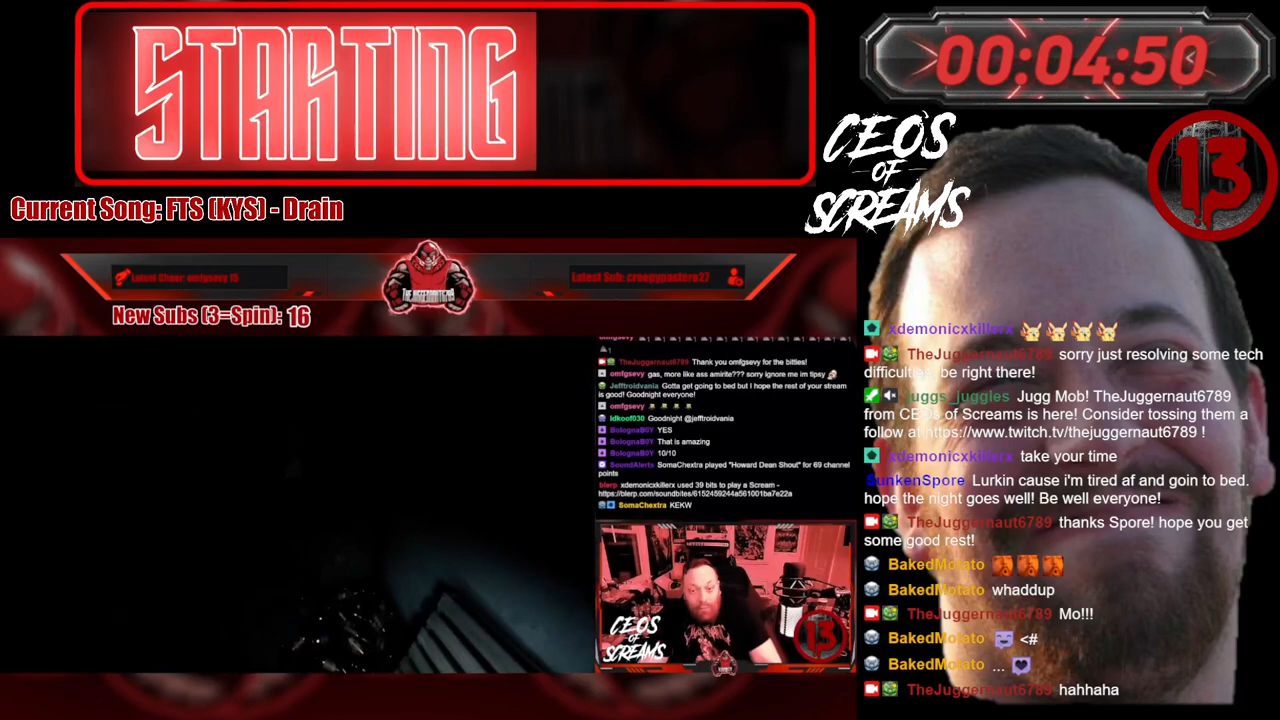 STARTING
00:04:50
CEO'S
OF
SCREAMS
13
Current Song: FTS (KYS) - Drain
Latest Cheer: omfgsevy 15
THEJUGGERNAUT6789
Latest Sub: creepypastero27
New Subs (3=Spin): 16
TheJuggernaut6789 Thank you omfgsevy for the bitties!
omfgsevy gas, more like ass amirite??? sorry ignore me im tipsy
Jefftroidvania Gotta get going to bed but I hope the rest of your stream
is good! Goodnight everyone!
omfgsevy
Idkoof030 Goodnight @jefftroidvania
BolognaB0Y YES
BolognaB0Y That is amazing
BolognaB0Y 10/10
SoundAlerts SomaChextra played "Howard Dean Shout" for 69 channel
points
blerp xdemonicxkillerx used 39 bits to play a Scream -
https://blerp.com/soundbites/6152459244a561001ba7e22a
SomaChextra KEKW
CEO'S
OF
SCREAMS
13
xdemonicxkillerx
TheJuggernaut6789 sorry just resolving some tech
difficulties be right there!
juggs_juggies Jugg Mob! TheJuggernaut6789
from CEOs of Screams is here! Consider tossing them a
follow at https://www.twitch.tv/thejuggernaut6789 !
xdemonicxkillerx take your time
SunkenSpore Lurkin cause i'm tired af and goin to bed.
hope the night goes well! Be well everyone!
TheJuggernaut6789 thanks Spore! hope you get
some good rest!
BakedMotato
BakedMotato whaddup
TheJuggernaut6789 Mo!!!
BakedMotato <#
BakedMotato ...
TheJuggernaut6789 hahhaha